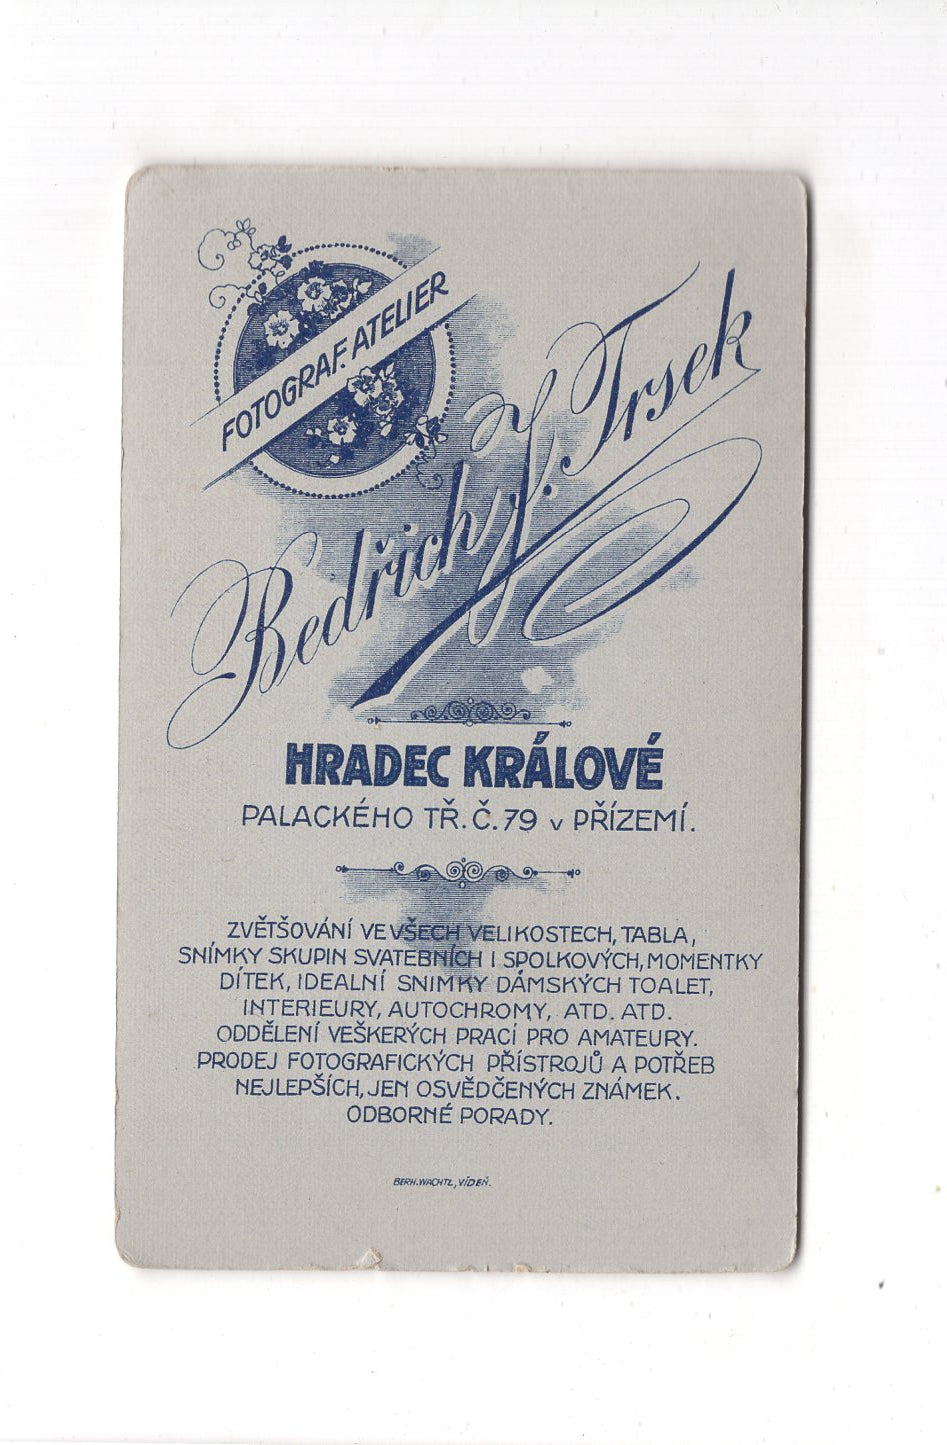 FOTOGRAF. ATELIER
Bedřich J. Trsek
HRADEC KRÁLOVÉ
PALACKÉHO TŘ. Č. 79 v PŘÍZEMÍ.
ZVĚTŠOVÁNÍ VE VŠECH VELIKOSTECH, TABLA,
SNÍMKY SKUPIN SVATEBNÍCH I SPOLKOVÝCH, MOMENTKY
DÍTEK, IDEALNÍ SNIMKY DÁMSKÝCH TOALET,
INTERIEURY, AUTOCHROMY, ATD. ATD.
ODDĚLENÍ VEŠKERÝCH PRACÍ PRO AMATEURY.
PRODEJ FOTOGRAFICKÝCH PŘÍSTROJŮ A POTŘEB
NEJLEPŠÍCH, JEN OSVĚDČENÝCH ZNÁMEK.
ODBORNÉ PORADY.
BERH. WACHTL, VÍDEŇ.